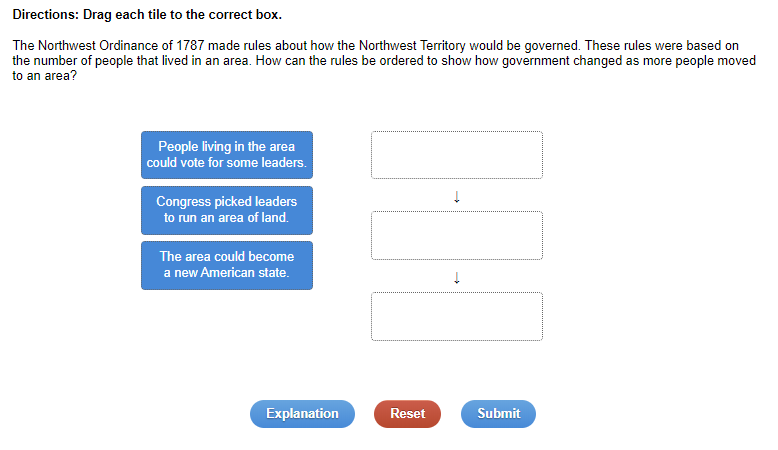 Directions: Drag each tile to the correct box.
The Northwest Ordinance of 1787 made rules about how the Northwest Territory would be governed. These rules were based on
the number of people that lived in an area. How can the rules be ordered to show how government changed as more people moved
to an area?
People living in the area
could vote for some leaders.
Congress picked leaders
to run an area of land.
The area could become
a new American state.
↓
↓
Explanation
Reset
Submit